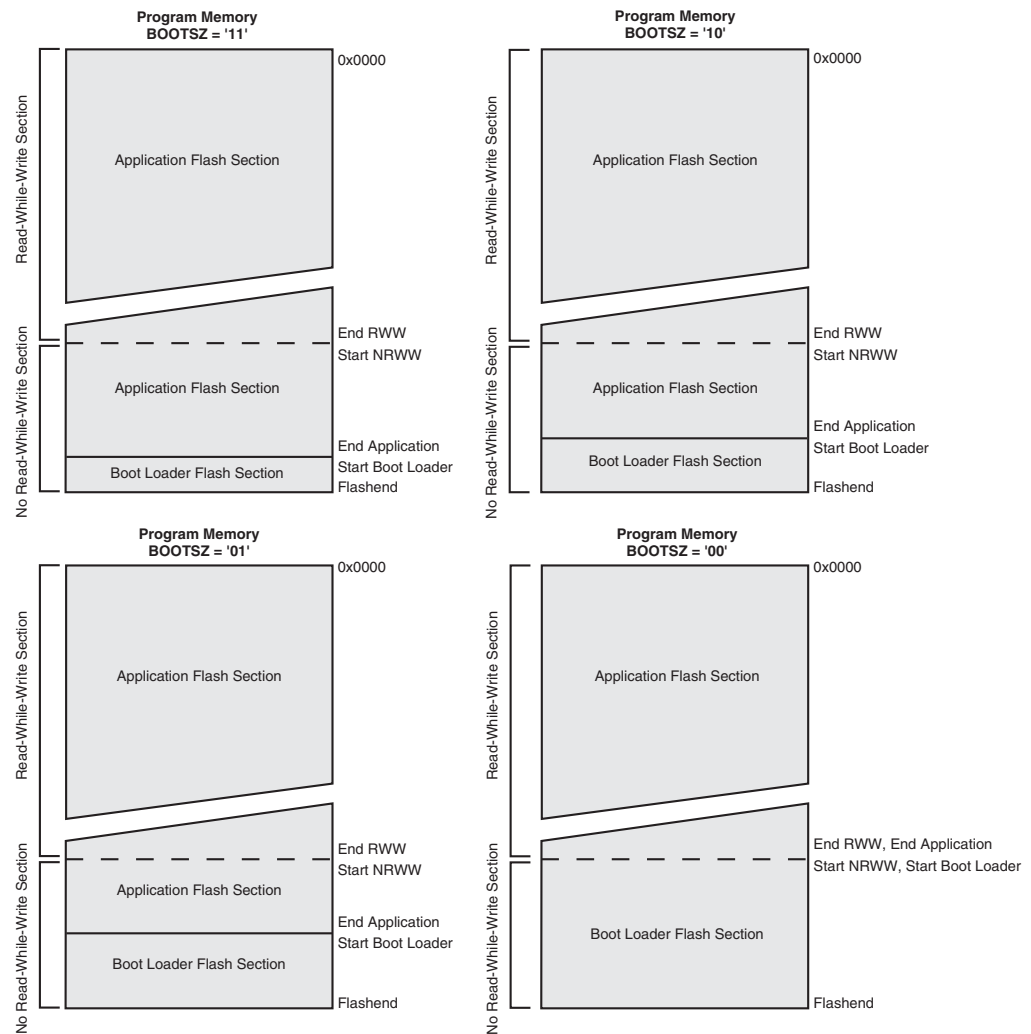 Program Memory
BOOTSZ = '11'
0x0000
Read-While-Write Section
Application Flash Section
End RWW
Start NRWW
No Read-While-Write Section
Application Flash Section
End Application
Start Boot Loader
Boot Loader Flash Section
Flashend
Program Memory
BOOTSZ = '10'
0x0000
Read-While-Write Section
Application Flash Section
End RWW
Start NRWW
No Read-While-Write Section
Application Flash Section
End Application
Start Boot Loader
Boot Loader Flash Section
Flashend
Program Memory
BOOTSZ = '01'
0x0000
Read-While-Write Section
Application Flash Section
End RWW
Start NRWW
No Read-While-Write Section
Application Flash Section
End Application
Start Boot Loader
Boot Loader Flash Section
Flashend
Program Memory
BOOTSZ = '00'
0x0000
Read-While-Write Section
Application Flash Section
End RWW, End Application
Start NRWW, Start Boot Loader
No Read-While-Write Section
Boot Loader Flash Section
Flashend